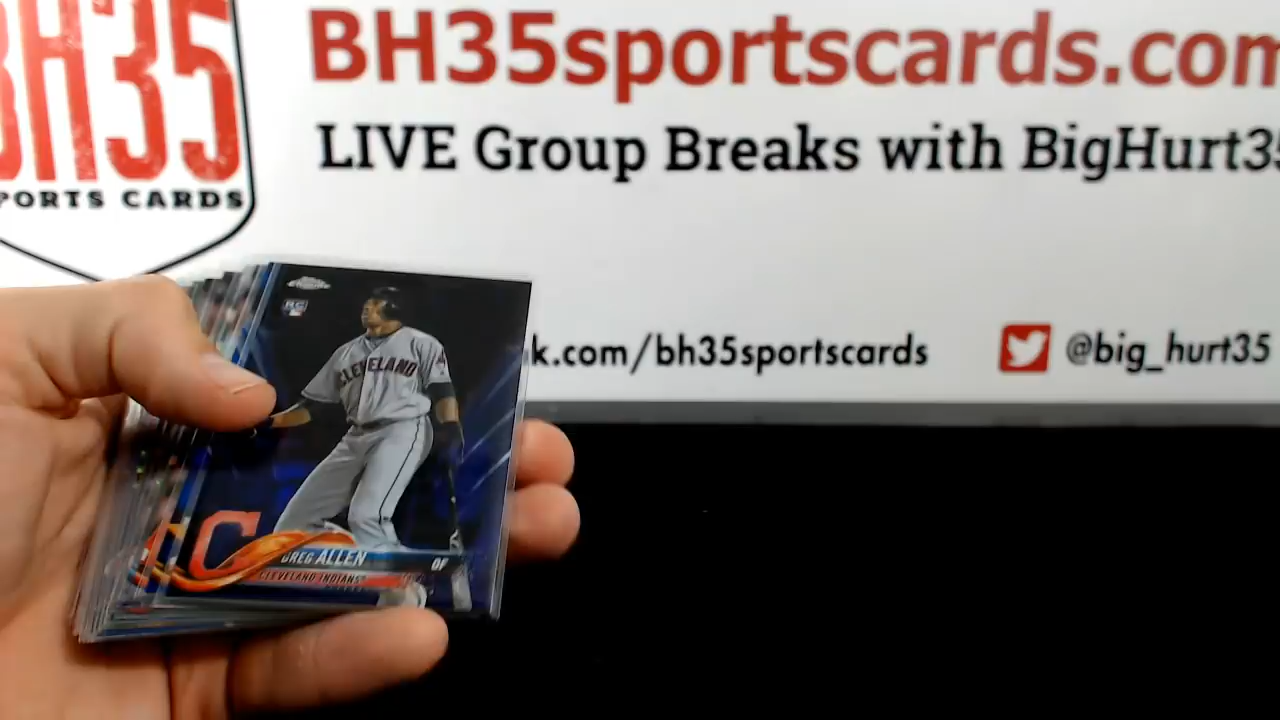 BH35
PORTS CARDS
BH35sportscards.com
LIVE Group Breaks with BigHurt35
k.com/bh35sportscards
@big_hurt35
RC
CLEVELAND
C
GREG ALLEN
OF
CLEVELAND INDIANS